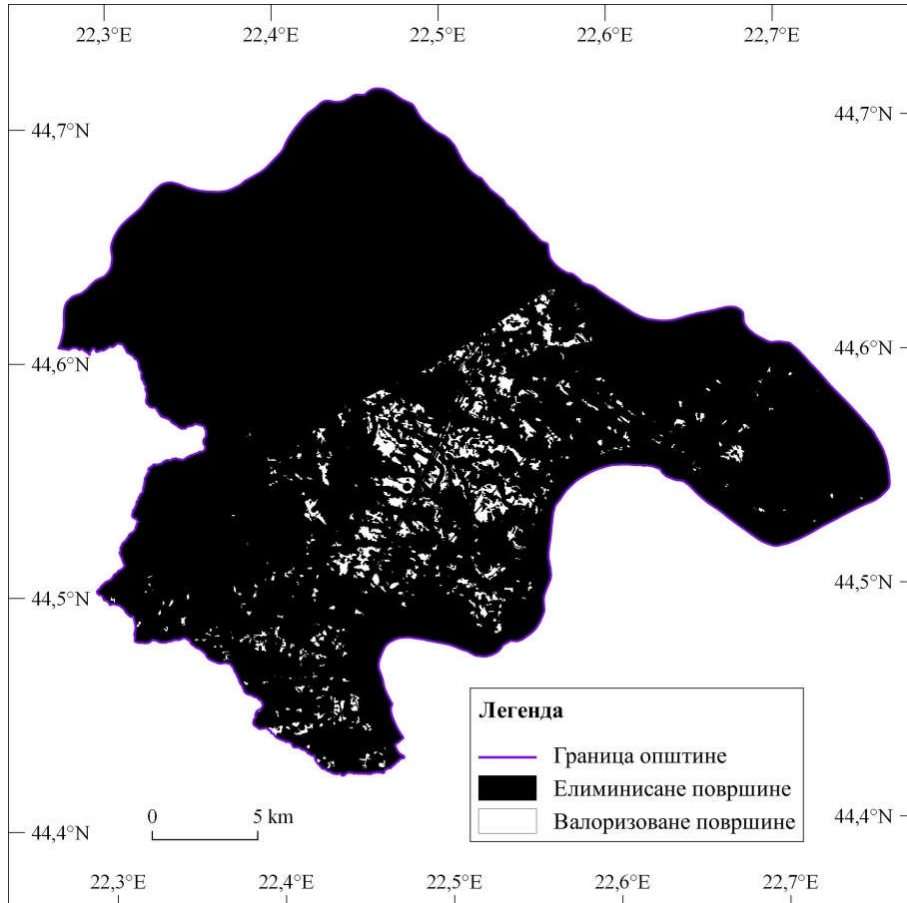 22,3°E 22,4°E 22,5°E 22,6°E 22,7°E
44,7°N 44,7°N
44,6°N 44,6°N
44,5°N 44,5°N
Легенда
Граница општине
Елиминисане површине
Валоризоване површине
0 5 km
44,4°N 44,4°N
22,3°E 22,4°E 22,5°E 22,6°E 22,7°E